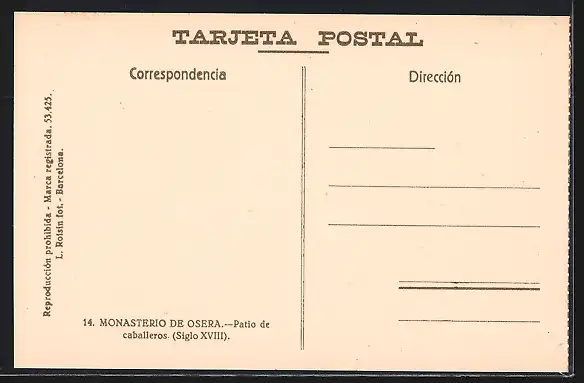 TARJETA POSTAL
Correspondencia
Dirección
Reproducción prohibida - Marca registrada, 53.425.
L. Roisin fot. - Barcelona.
14. MONASTERIO DE OSERA.—Patio de
caballeros. (Siglo XVIII).